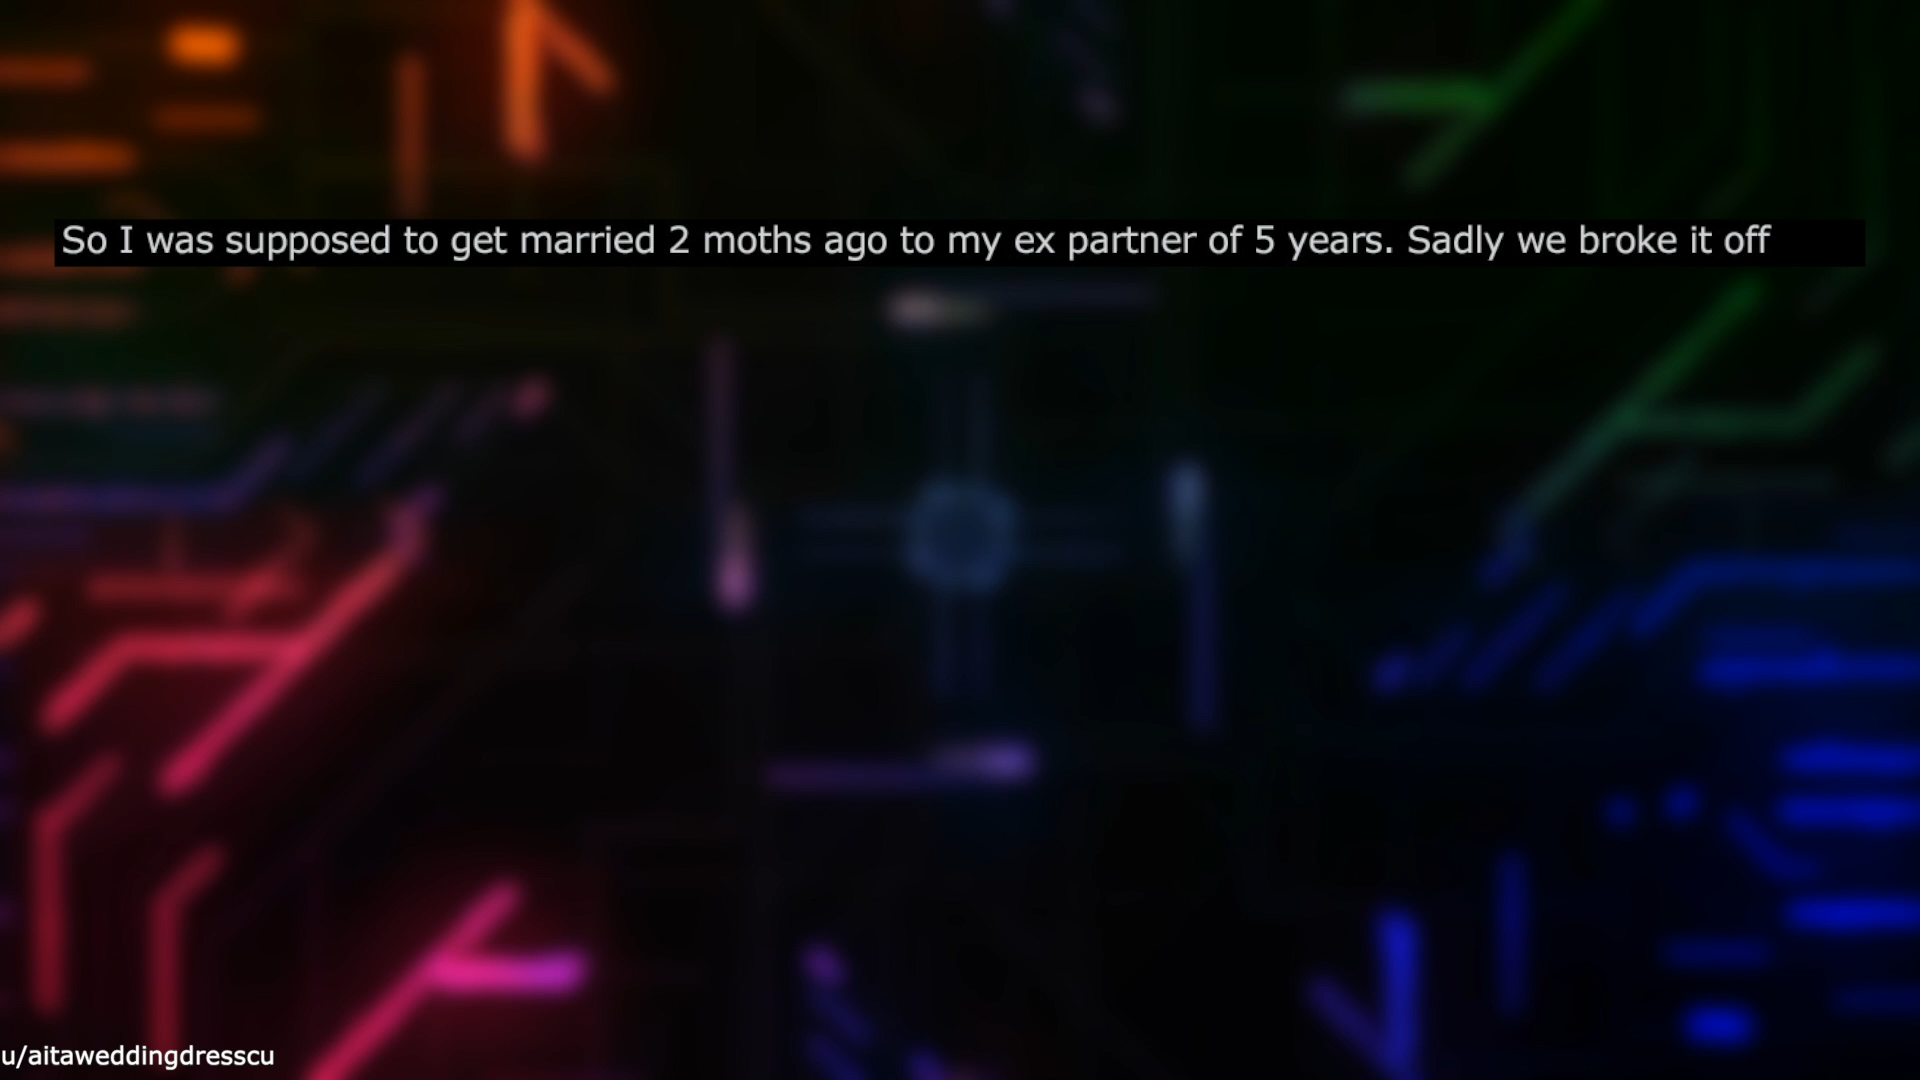 So I was supposed to get married 2 moths ago to my ex partner of 5 years. Sadly we broke it off
u/aitaweddingdresscu